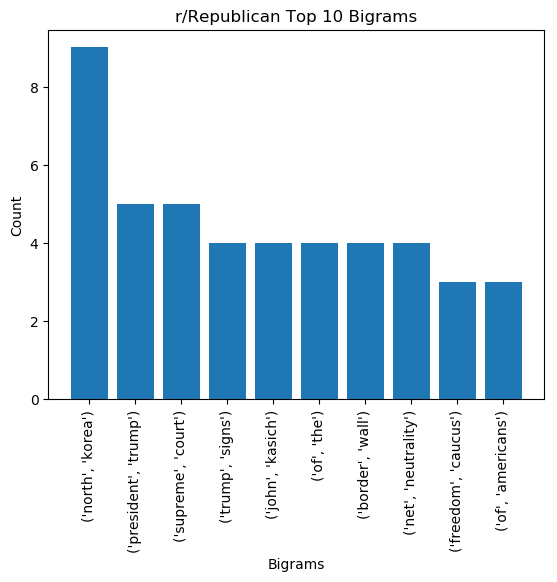 r/Republican Top 10 Bigrams
Count
8
6
4
2
0
('north', 'korea')
('president', 'trump')
('supreme', 'court')
('trump', 'signs')
('john', 'kasich')
('of', 'the')
('border', 'wall')
('net', 'neutrality')
('freedom', 'caucus')
('of', 'americans')
Bigrams